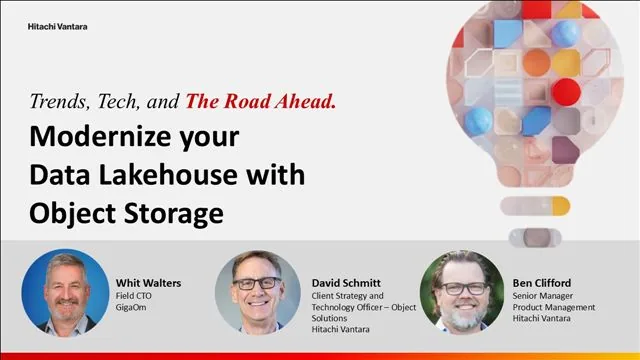 Hitachi Vantara
Trends, Tech, and The Road Ahead.
Modernize your
Data Lakehouse with
Object Storage
Whit Walters
Field CTO
GigaOm
David Schmitt
Client Strategy and
Technology Officer – Object
Solutions
Hitachi Vantara
Ben Clifford
Senior Manager
Product Management
Hitachi Vantara